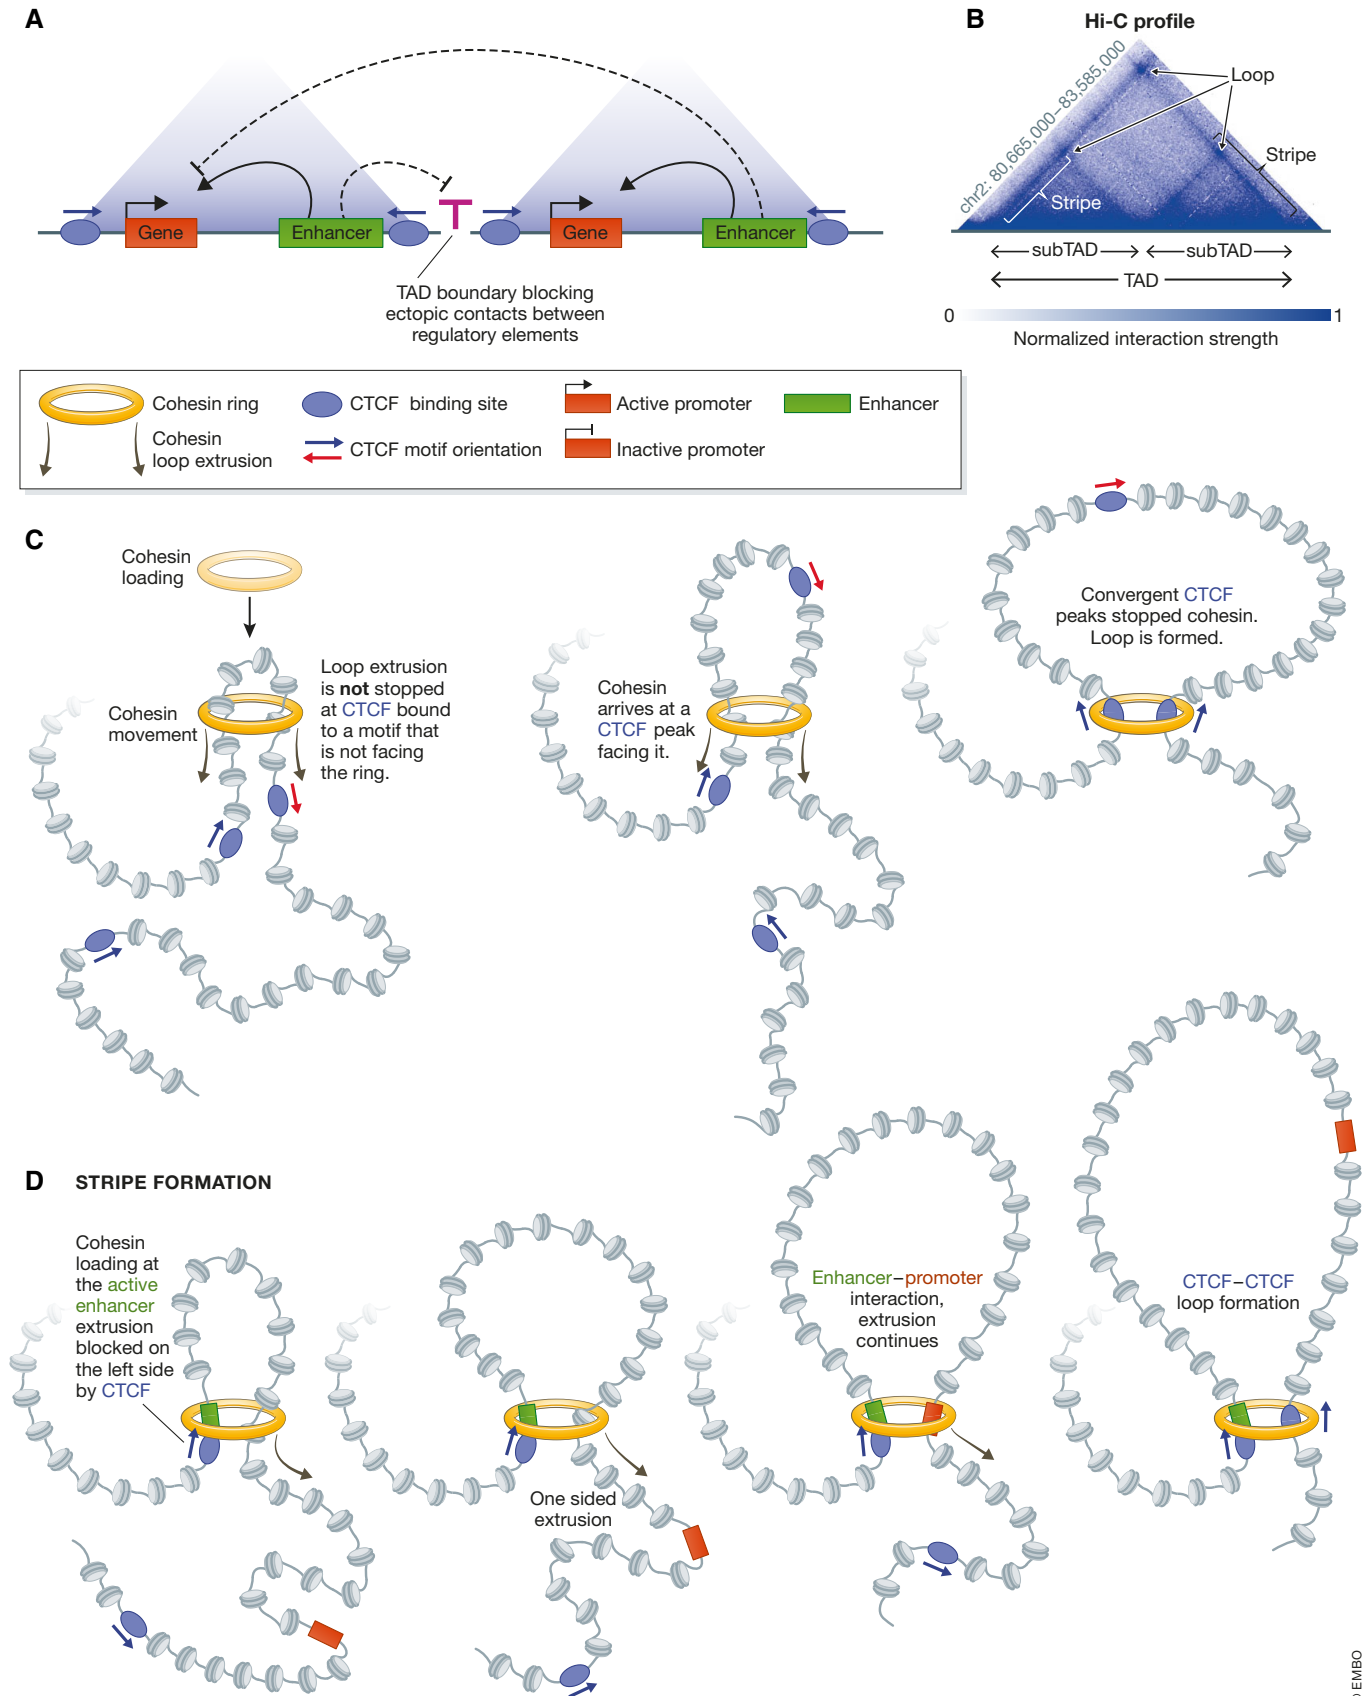 A
TAD boundary blocking
ectopic contacts between
regulatory elements
Gene
Enhancer
Gene
Enhancer
B
Hi-C profile
chr2: 80,665,000–83,585,000
Loop
Stripe
Stripe
subTAD
subTAD
TAD
0
1
Normalized interaction strength
Cohesin ring
Cohesin
loop extrusion
CTCF binding site
CTCF motif orientation
Active promoter
Inactive promoter
Enhancer
C
Cohesin
loading
Cohesin
movement
Loop extrusion
is not stopped
at CTCF bound
to a motif that
is not facing
the ring.
Cohesin
arrives at a
CTCF peak
facing it.
Convergent CTCF
peaks stopped cohesin.
Loop is formed.
D
STRIPE FORMATION
Cohesin
loading at
the active
enhancer
extrusion
blocked on
the left side
by CTCF
One sided
extrusion
Enhancer–promoter
interaction,
extrusion
continues
CTCF–CTCF
loop formation
EMBO